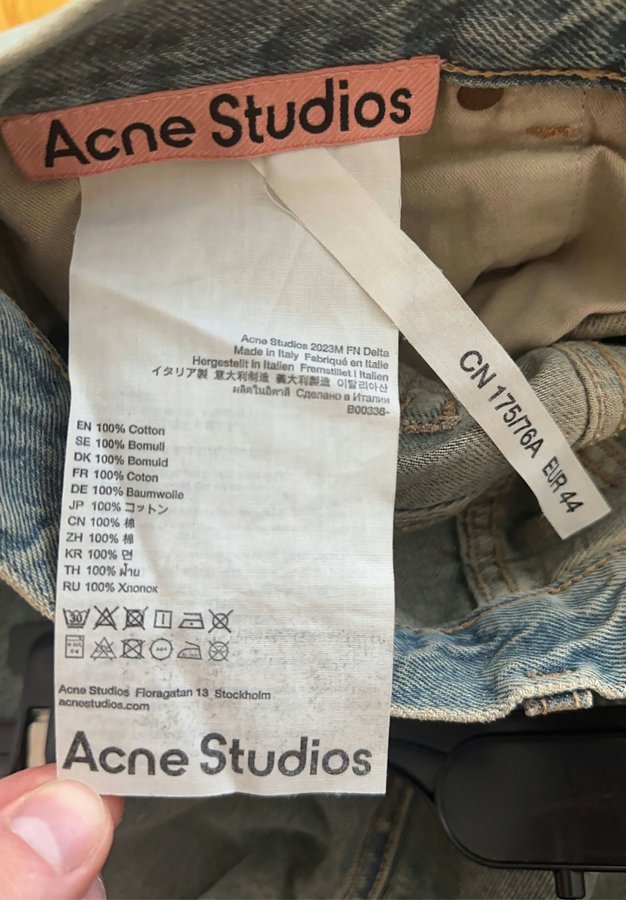 Acne Studios
CN 175/76A EUR 44
Acne Studios 2023M FN Delta
Made in Italy Fabriqué en Italie
Hergestellt in Italien Fremstillet i Italien
イタリア製 意大利制造 義大利製造 이탈리아산
ผลิตในอิตาลี Сделано в Италии
B00336-
EN 100% Cotton
SE 100% Bomull
DK 100% Bomuld
FR 100% Coton
DE 100% Baumwolle
JP 100% コットン
CN 100% 棉
ZH 100% 棉
KR 100% 면
TH 100% ฝ้าย
RU 100% Хлопок
30
Acne Studios Floragatan 13 Stockholm
acnestudios.com
Acne Studios